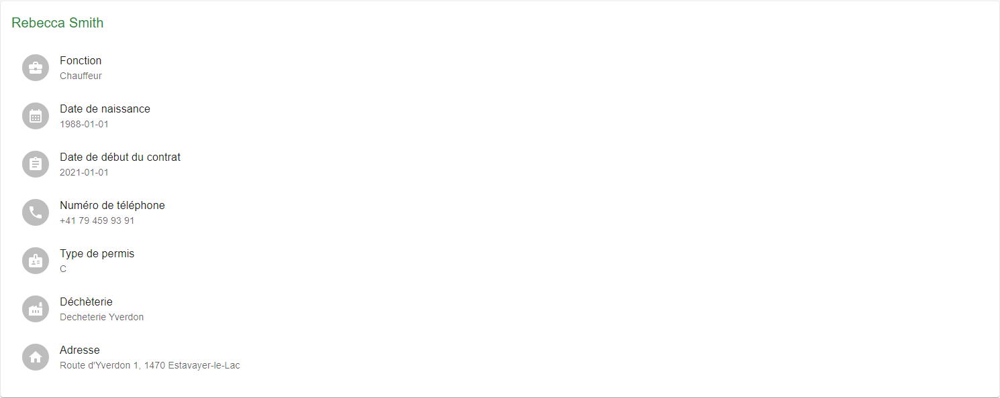 Rebecca Smith
Fonction
Chauffeur
Date de naissance
1988-01-01
Date de début du contrat
2021-01-01
Numéro de téléphone
+41 79 459 93 91
Type de permis
C
Déchèterie
Decheterie Yverdon
Adresse
Route d'Yverdon 1, 1470 Estavayer-le-Lac